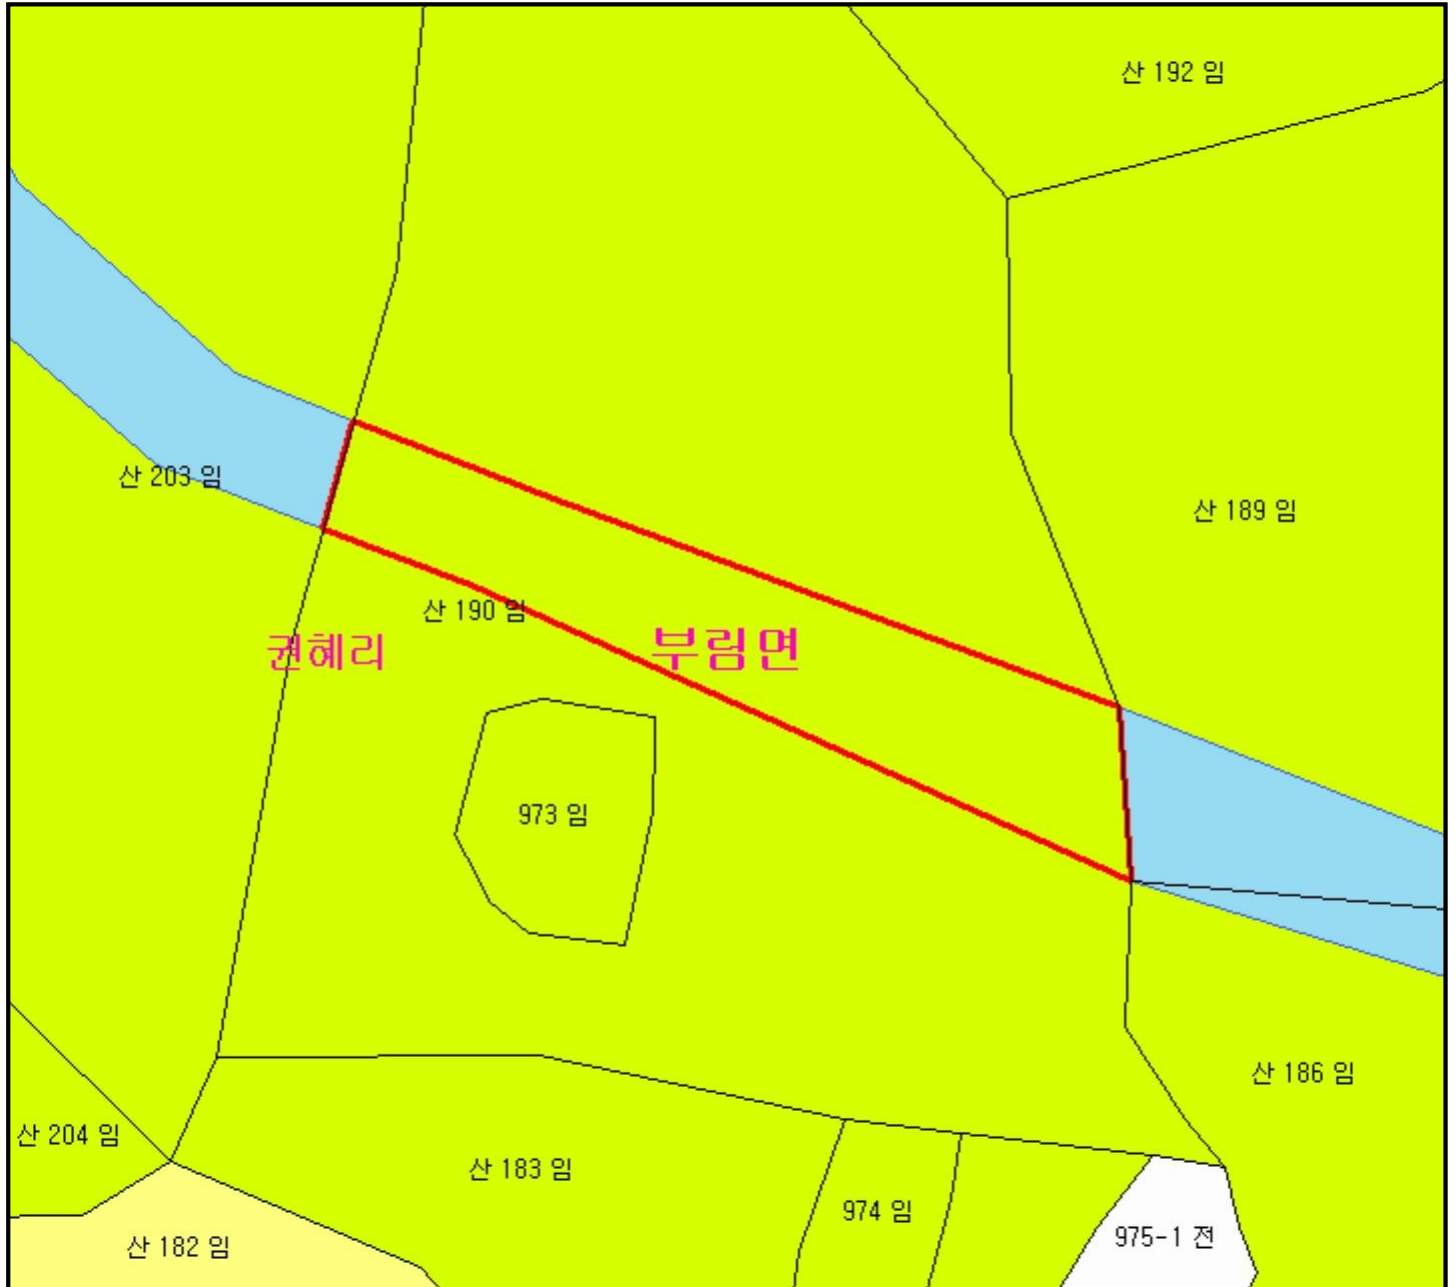 산 192 임
산 203 임
산 189 임
산 190 임
권혜리
부림면
973 임
산 186 임
산 204 임
산 183 임
974 임
975-1 전
산 182 임